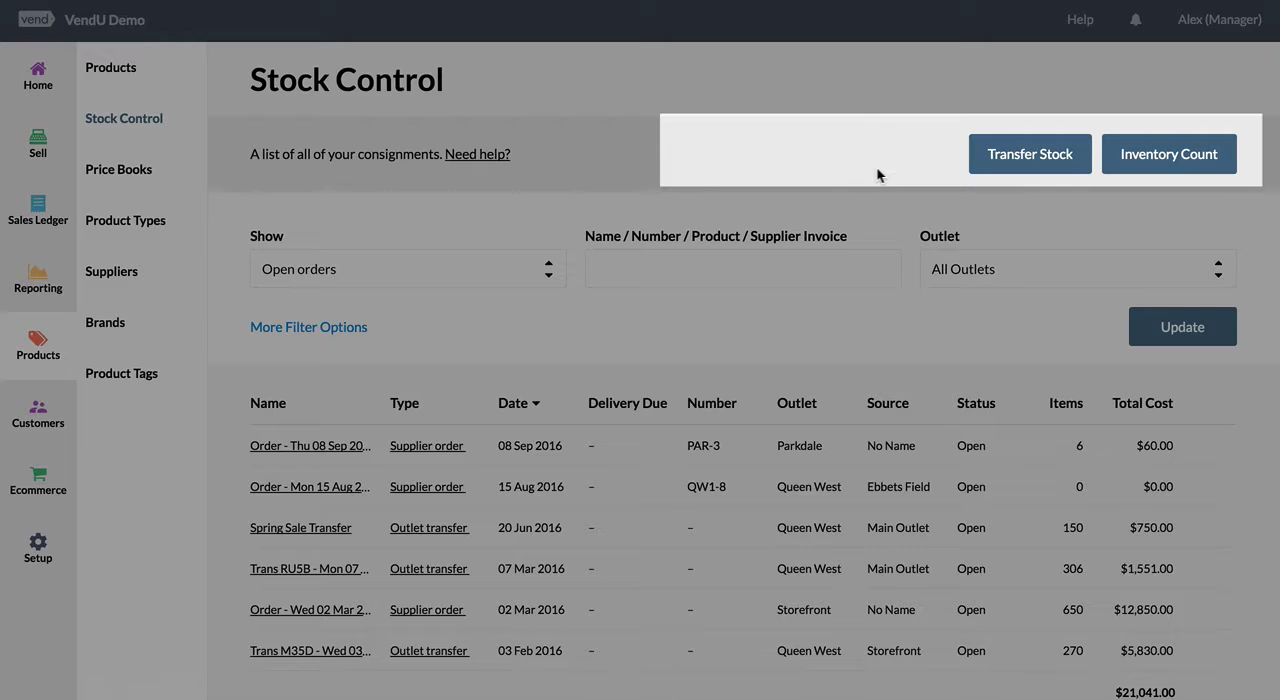 vend VendU Demo Help Alex (Manager)
Home
Sell
Sales Ledger
Reporting
Products
Customers
Ecommerce
Setup
Products
Stock Control
Price Books
Product Types
Suppliers
Brands
Product Tags
Stock Control
A list of all of your consignments. Need help? Transfer Stock Inventory Count
Show Name / Number / Product / Supplier Invoice Outlet
Open orders All Outlets
More Filter Options Update
Name Type Date Delivery Due Number Outlet Source Status Items Total Cost
Order - Thu 08 Sep 20... Supplier order 08 Sep 2016 – PAR-3 Parkdale No Name Open 6 $60.00
Order - Mon 15 Aug 2... Supplier order 15 Aug 2016 – QW1-8 Queen West Ebbets Field Open 0 $0.00
Spring Sale Transfer Outlet transfer 20 Jun 2016 – – Queen West Main Outlet Open 150 $750.00
Trans RU5B - Mon 07... Outlet transfer 07 Mar 2016 – – Queen West Main Outlet Open 306 $1,551.00
Order - Wed 02 Mar 2... Supplier order 02 Mar 2016 – – Storefront No Name Open 650 $12,850.00
Trans M35D - Wed 03... Outlet transfer 03 Feb 2016 – – Queen West Storefront Open 270 $5,830.00
$21,041.00